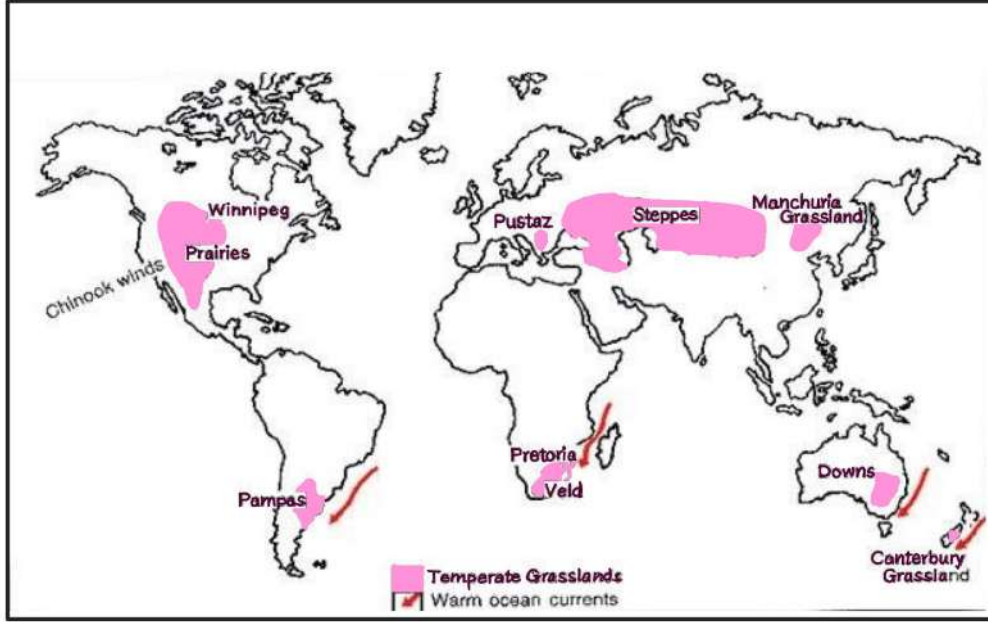 Winnipeg
Prairies
Chinook winds
Pustaz
Steppes
Manchuria
Grassland
Pampas
Pretoria
Veld
Downs
Canterbury
Grassland
Temperate Grasslands
Warm ocean currents